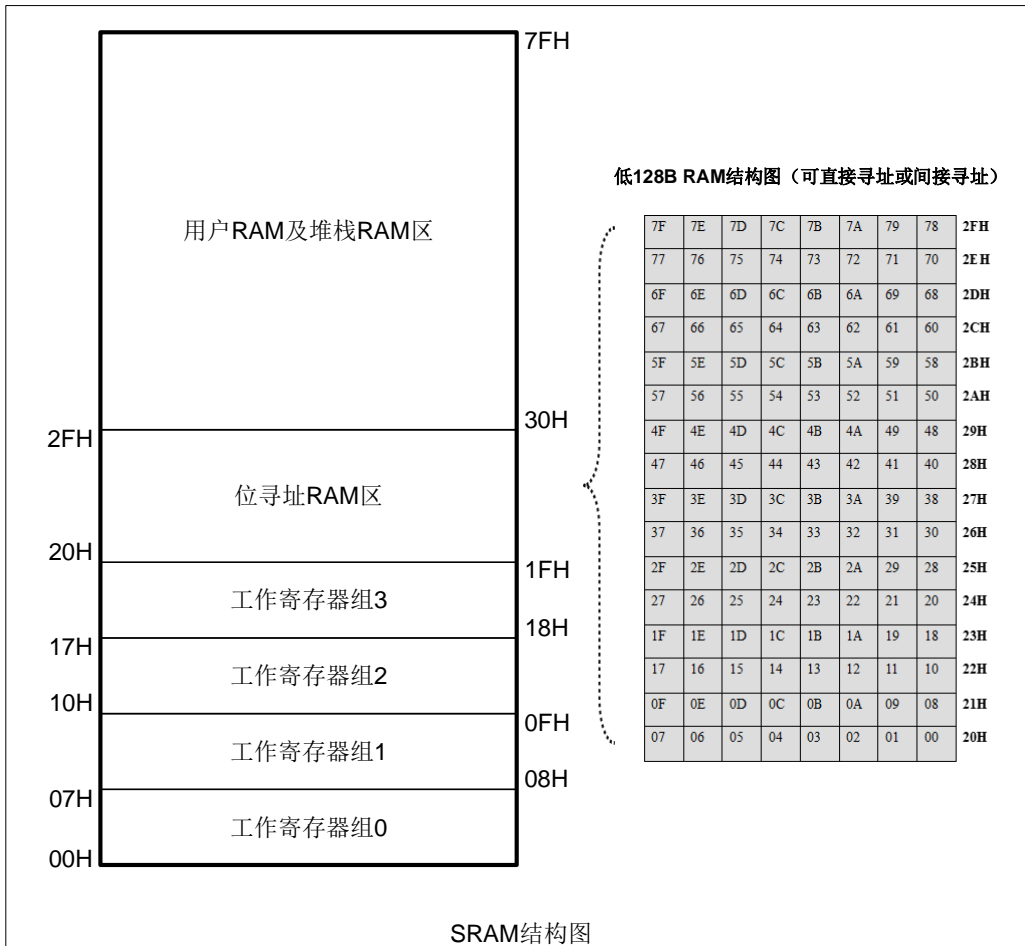 7FH
用户RAM及堆栈RAM区
30H
2FH
位寻址RAM区
20H
1FH
工作寄存器组3
18H
17H
工作寄存器组2
10H
0FH
工作寄存器组1
08H
07H
工作寄存器组0
00H
低128B RAM结构图（可直接寻址或间接寻址）
7F 7E 7D 7C 7B 7A 79 78 2FH
77 76 75 74 73 72 71 70 2EH
6F 6E 6D 6C 6B 6A 69 68 2DH
67 66 65 64 63 62 61 60 2CH
5F 5E 5D 5C 5B 5A 59 58 2BH
57 56 55 54 53 52 51 50 2AH
4F 4E 4D 4C 4B 4A 49 48 29H
47 46 45 44 43 42 41 40 28H
3F 3E 3D 3C 3B 3A 39 38 27H
37 36 35 34 33 32 31 30 26H
2F 2E 2D 2C 2B 2A 29 28 25H
27 26 25 24 23 22 21 20 24H
1F 1E 1D 1C 1B 1A 19 18 23H
17 16 15 14 13 12 11 10 22H
0F 0E 0D 0C 0B 0A 09 08 21H
07 06 05 04 03 02 01 00 20H
SRAM结构图